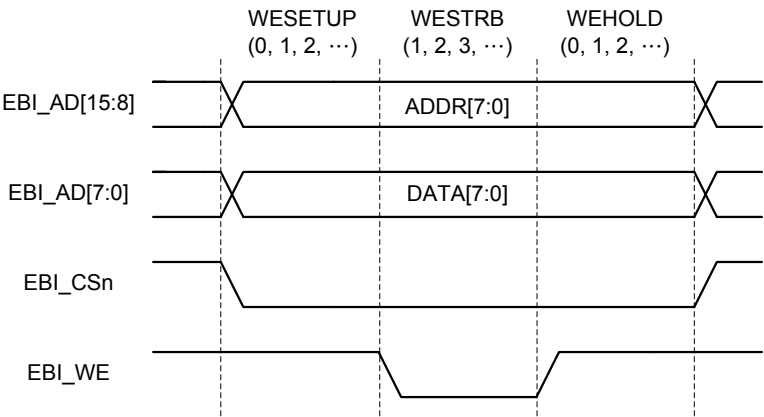 WESETUP WESTRB WEHOLD
(0, 1, 2, ⋯) (1, 2, 3, ⋯) (0, 1, 2, ⋯)
EBI_AD[15:8] ADDR[7:0]
EBI_AD[7:0] DATA[7:0]
EBI_CSn
EBI_WE